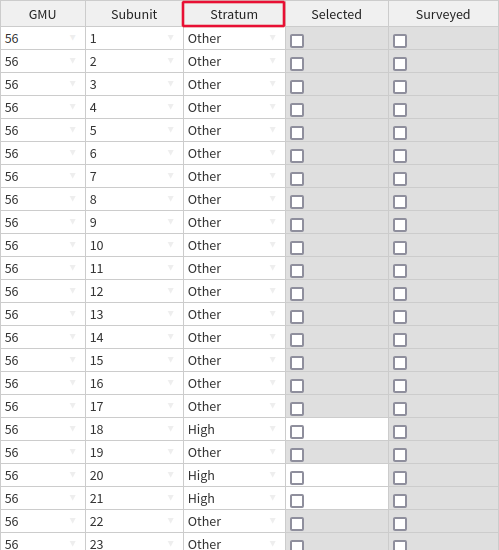 GMU Subunit Stratum Selected Surveyed
56 1 Other
56 2 Other
56 3 Other
56 4 Other
56 5 Other
56 6 Other
56 7 Other
56 8 Other
56 9 Other
56 10 Other
56 11 Other
56 12 Other
56 13 Other
56 14 Other
56 15 Other
56 16 Other
56 17 Other
56 18 High
56 19 Other
56 20 High
56 21 High
56 22 Other
56 23 Other